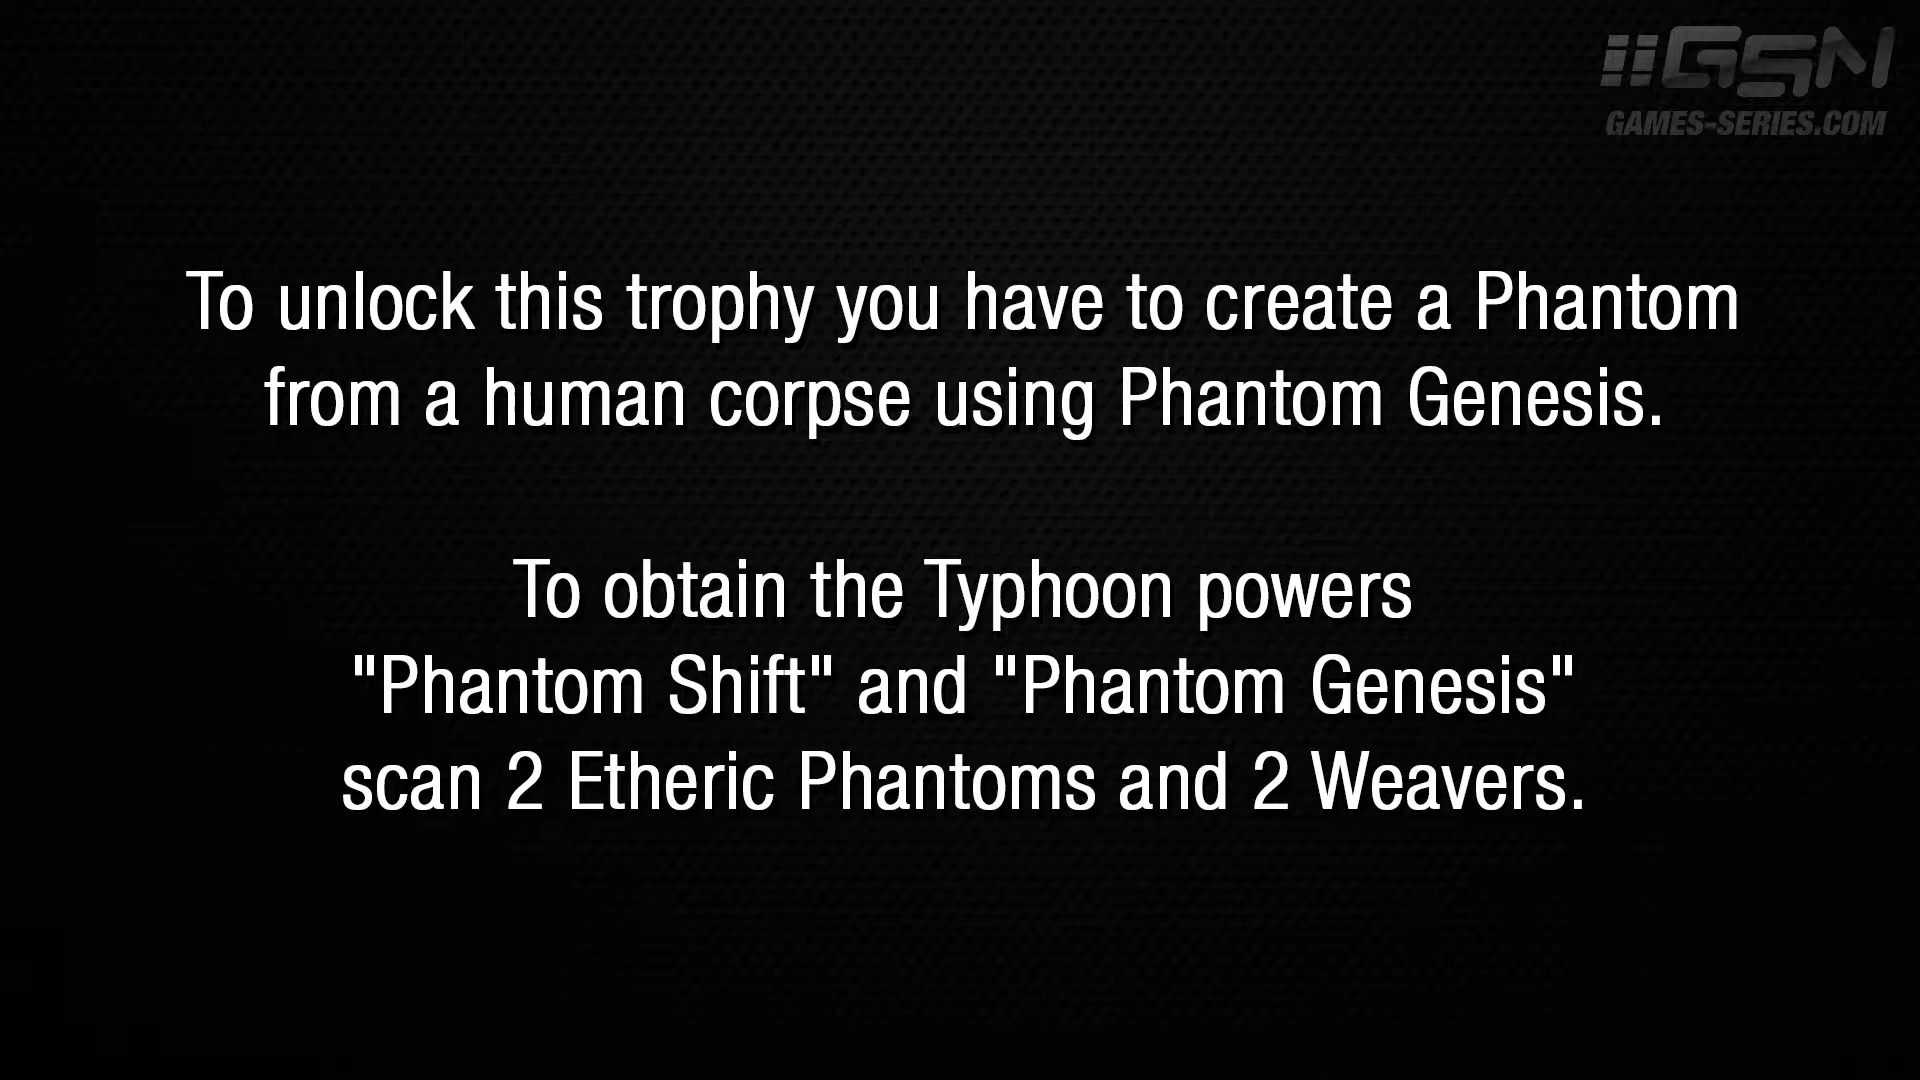 GSN
GAMES-SERIES.COM
To unlock this trophy you have to create a Phantom
from a human corpse using Phantom Genesis.
To obtain the Typhoon powers
"Phantom Shift" and "Phantom Genesis"
scan 2 Etheric Phantoms and 2 Weavers.